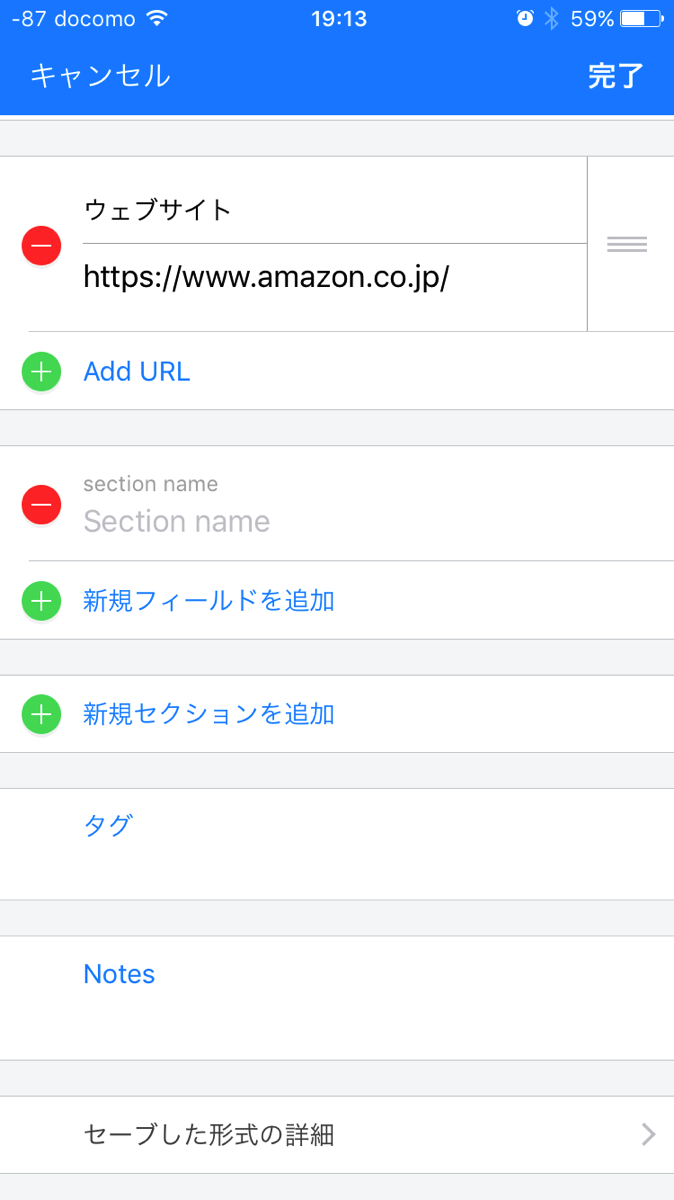 -87 docomo 19:13 59%
キャンセル 完了
ウェブサイト
https://www.amazon.co.jp/
Add URL
section name
Section name
新規フィールドを追加
新規セクションを追加
タグ
Notes
セーブした形式の詳細